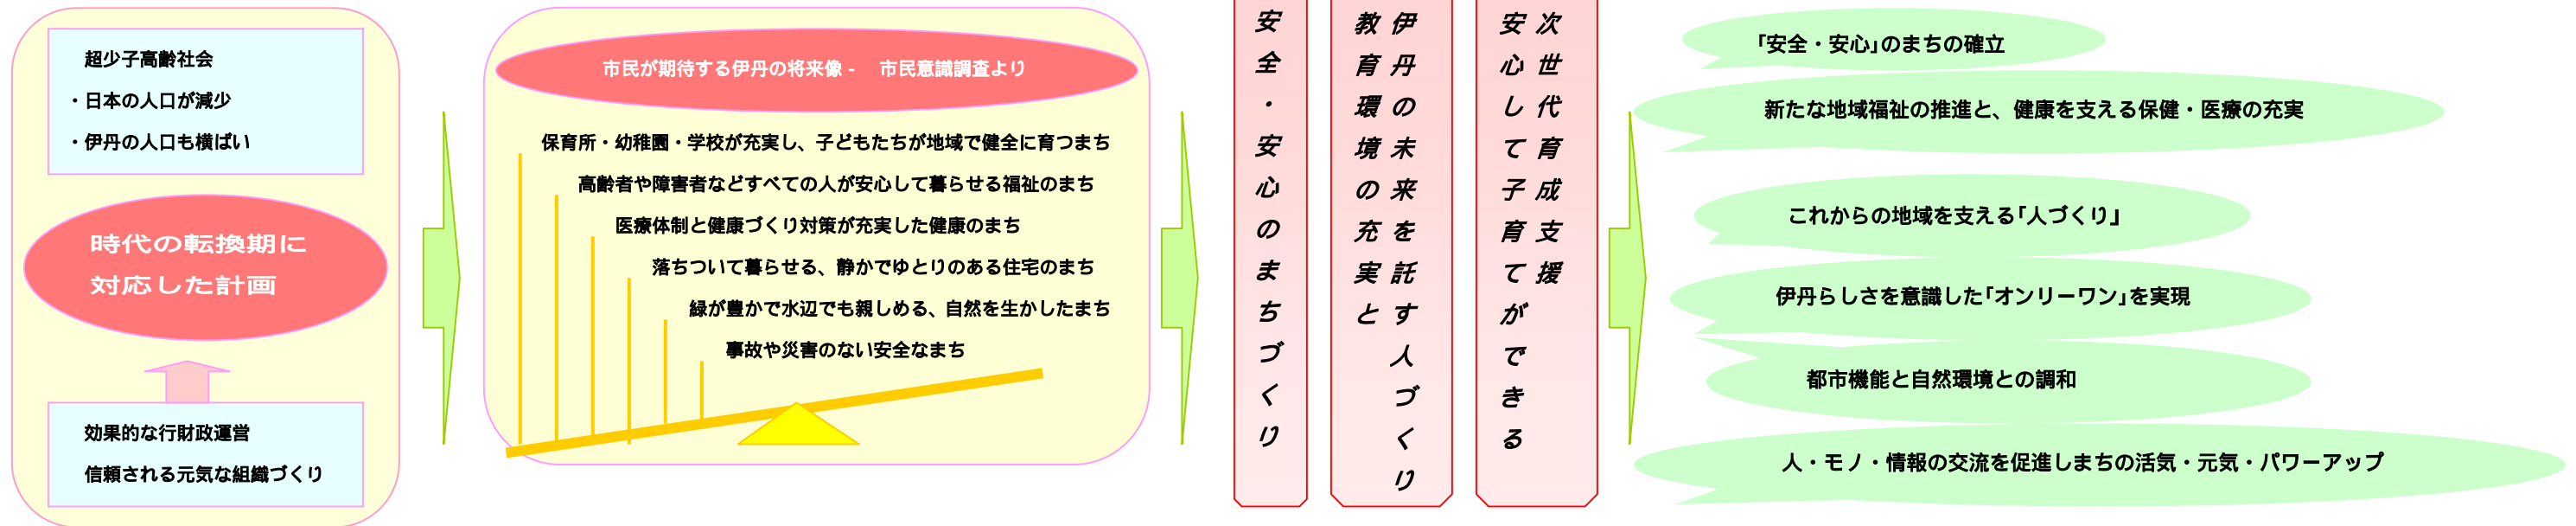 超少子高齢社会
・日本の人口が減少
・伊丹の人口も横ばい
時代の転換期に
対応した計画
効果的な行財政運営
信頼される元気な組織づくり
市民が期待する伊丹の将来像 - 市民意識調査より
保育所・幼稚園・学校が充実し、子どもたちが地域で健全に育つまち
高齢者や障害者などすべての人が安心して暮らせる福祉のまち
医療体制と健康づくり対策が充実した健康のまち
落ちついて暮らせる、静かでゆとりのある住宅のまち
緑が豊かで水辺でも親しめる、自然を生かしたまち
事故や災害のない安全なまち
安全・安心のまちづくり
伊丹の未来を託す人づくり
教育環境の充実と
次世代育成支援
安心して子育てができる
「安全・安心」のまちの確立
新たな地域福祉の推進と、健康を支える保健・医療の充実
これからの地域を支える「人づくり」
伊丹らしさを意識した「オンリーワン」を実現
都市機能と自然環境との調和
人・モノ・情報の交流を促進しまちの活気・元気・パワーアップ